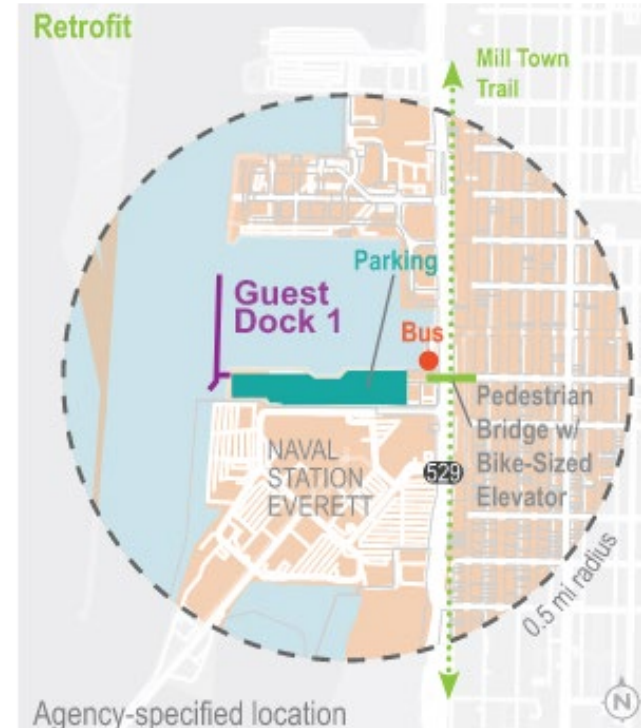 Retrofit
Mill Town
Trail
Parking
Guest
Dock 1
Bus
Pedestrian
Bridge w/
Bike-Sized
Elevator
NAVAL
STATION
EVERETT
529
0.5 mi radius
Agency-specified location
N